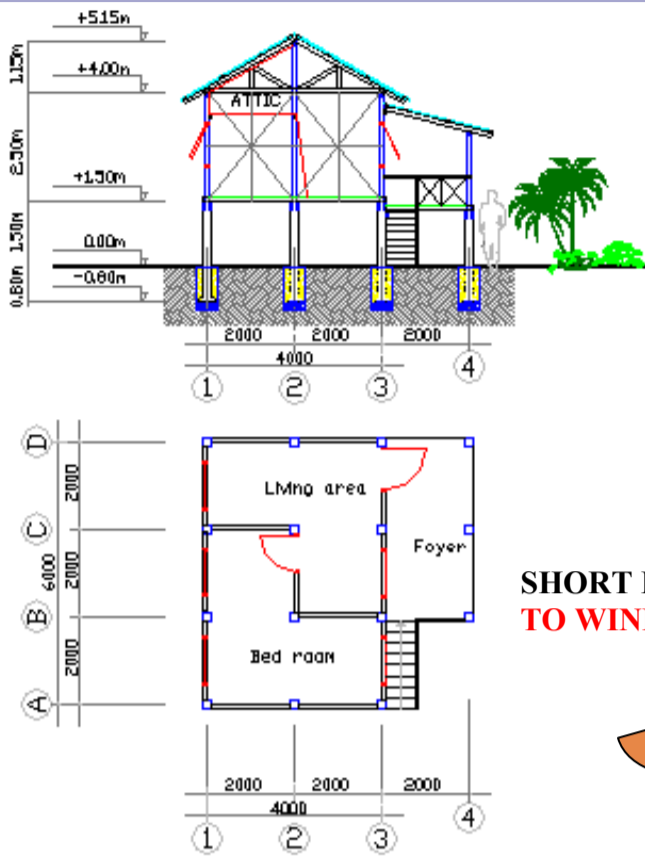 +5.15m
1.15m
+4.00m
ATTIC
2.50m
+1.50m
1.50m
0.00m
0.80m
-0.80m
2000 2000 2000
4000
1 2 3 4
D
2000
Living area
C
6000
2000
Foyer
B
SHORT
TO WIN
2000
Bed room
A
2000 2000 2000
4000
1 2 3 4